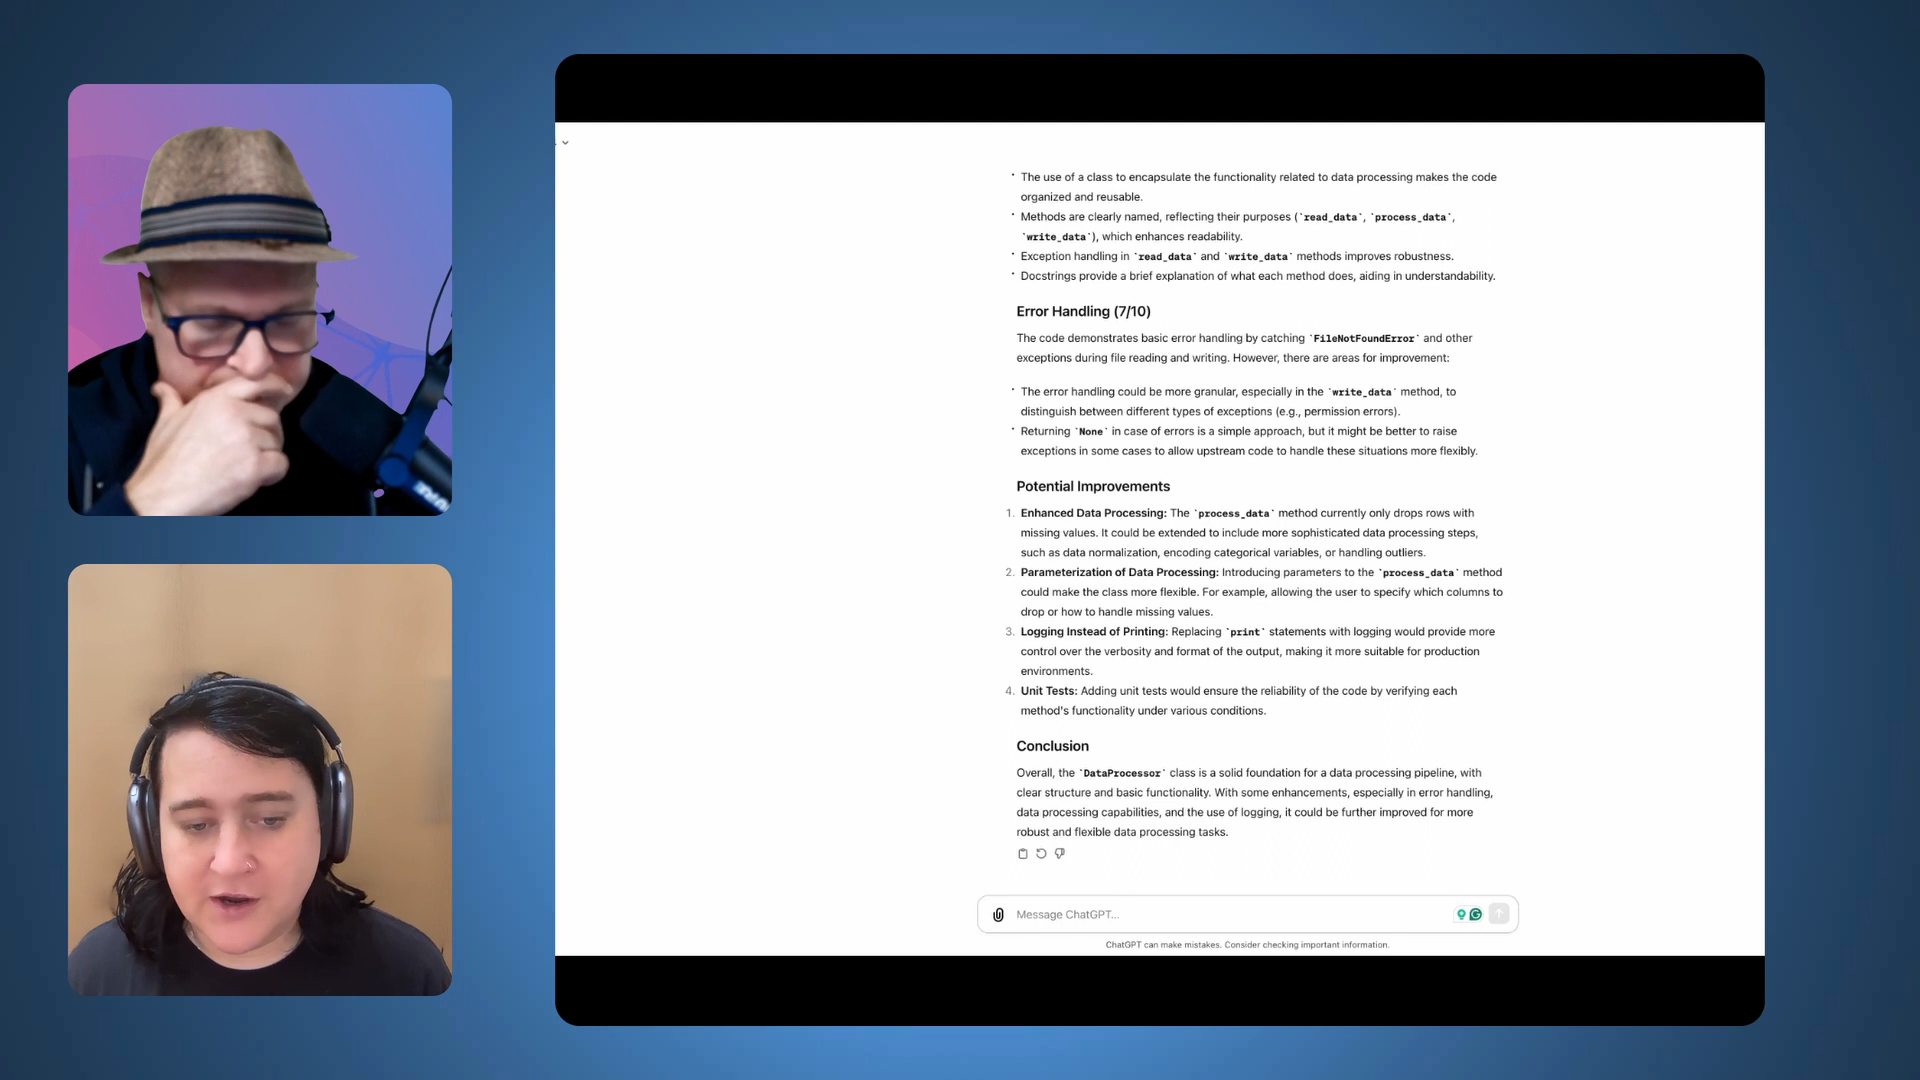 The use of a class to encapsulate the functionality related to data processing makes the code
organized and reusable.
Methods are clearly named, reflecting their purposes (`read_data`, `process_data`,
`write_data`), which enhances readability.
Exception handling in `read_data` and `write_data` methods improves robustness.
Docstrings provide a brief explanation of what each method does, aiding in understandability.
Error Handling (7/10)
The code demonstrates basic error handling by catching `FileNotFoundError` and other
exceptions during file reading and writing. However, there are areas for improvement:
The error handling could be more granular, especially in the `write_data` method, to
distinguish between different types of exceptions (e.g., permission errors).
Returning `None` in case of errors is a simple approach, but it might be better to raise
exceptions in some cases to allow upstream code to handle these situations more flexibly.
Potential Improvements
1. Enhanced Data Processing: The `process_data` method currently only drops rows with
missing values. It could be extended to include more sophisticated data processing steps,
such as data normalization, encoding categorical variables, or handling outliers.
2. Parameterization of Data Processing: Introducing parameters to the `process_data` method
could make the class more flexible. For example, allowing the user to specify which columns to
drop or how to handle missing values.
3. Logging Instead of Printing: Replacing `print` statements with logging would provide more
control over the verbosity and format of the output, making it more suitable for production
environments.
4. Unit Tests: Adding unit tests would ensure the reliability of the code by verifying each
method's functionality under various conditions.
Conclusion
Overall, the `DataProcessor` class is a solid foundation for a data processing pipeline, with
clear structure and basic functionality. With some enhancements, especially in error handling,
data processing capabilities, and the use of logging, it could be further improved for more
robust and flexible data processing tasks.
Message ChatGPT...
ChatGPT can make mistakes. Consider checking important information.